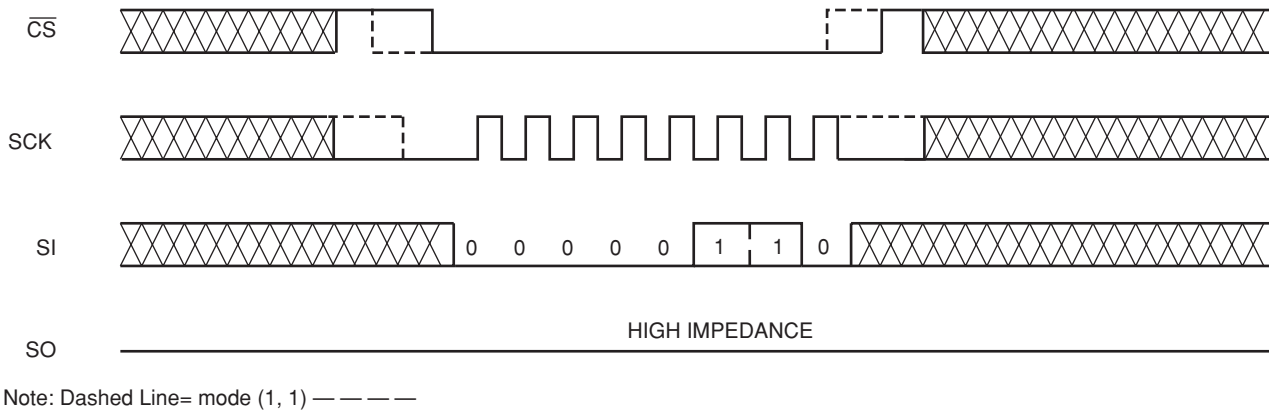 CS
SCK
SI 0 0 0 0 0 1 1 0
HIGH IMPEDANCE
SO
Note: Dashed Line= mode (1, 1) — — — —